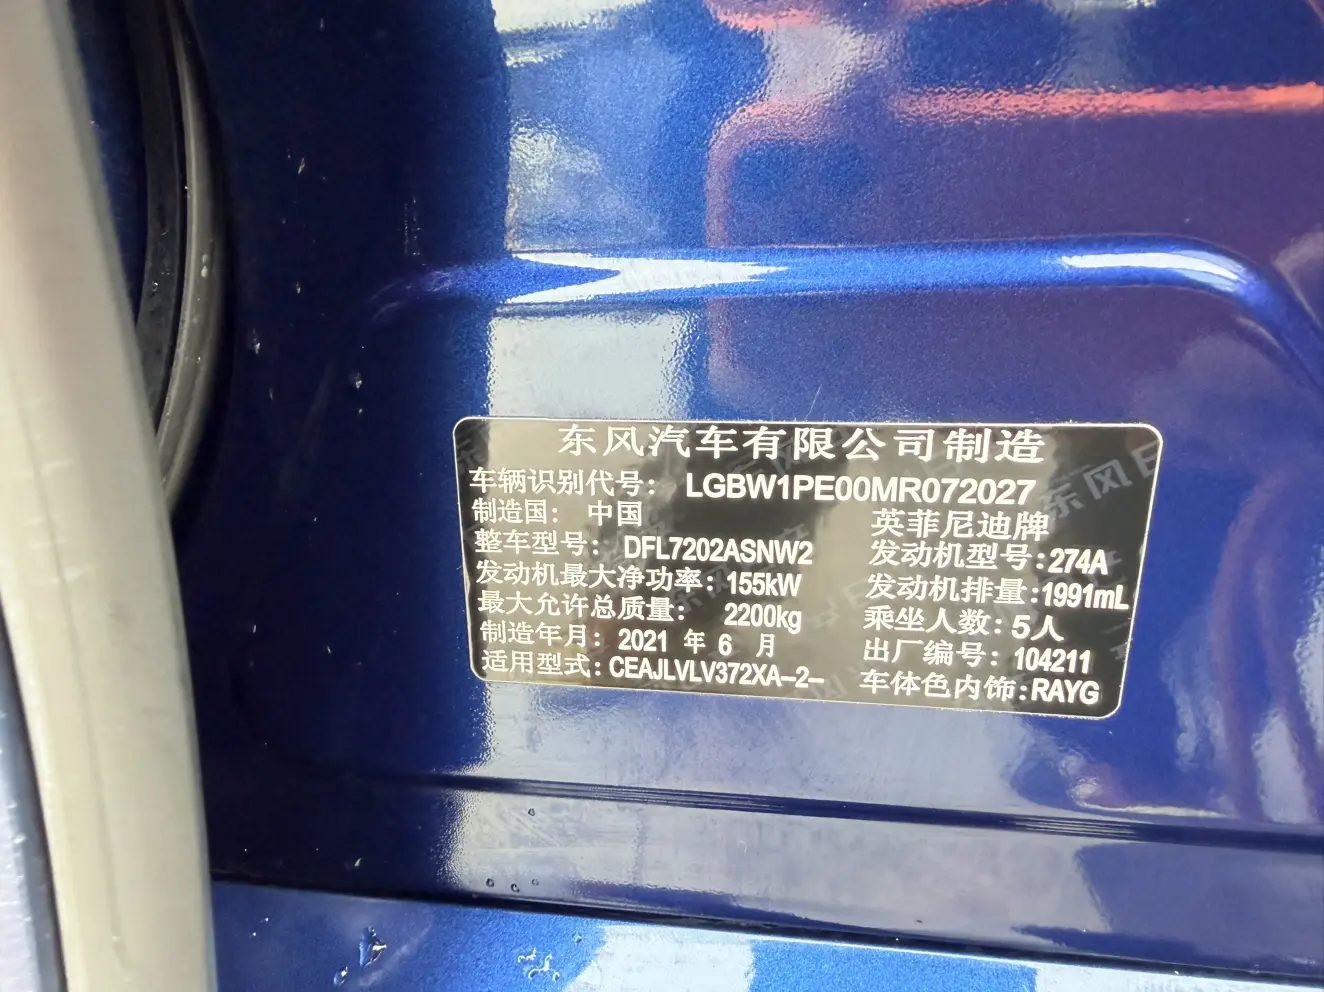 东风汽车有限公司制造
车辆识别代号: LGBW1PE00MR072027
制造国: 中国 英菲尼迪牌
整车型号: DFL7202ASNW2 发动机型号:274A
发动机最大净功率: 155kW 发动机排量:1991mL
最大允许总质量: 2200kg 乘坐人数: 5人
制造年月: 2021 年 6 月 出厂编号: 104211
适用型式: CEAJLVLV372XA-2- 车体色内饰:RAYG